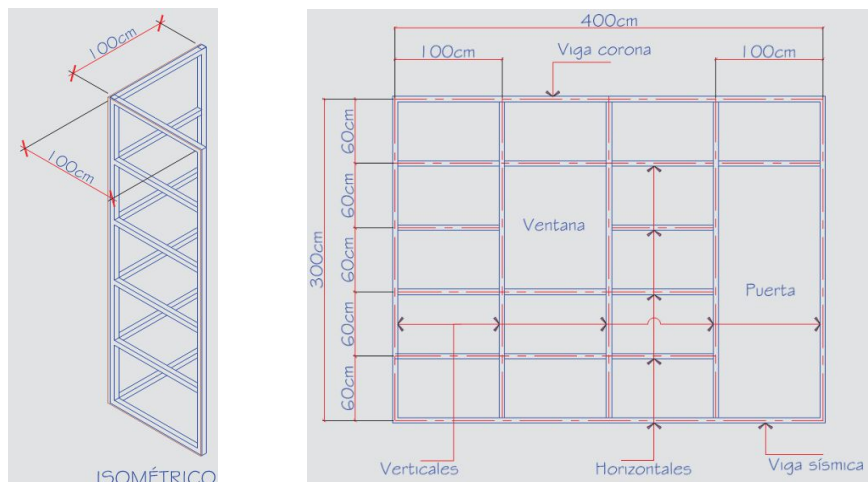 100cm
100cm
ISOMÉTRICO
400cm
Viga corona
100cm
100cm
60cm
60cm
60cm
60cm
60cm
300cm
Ventana
Puerta
Verticales
Horizontales
Viga sísmica